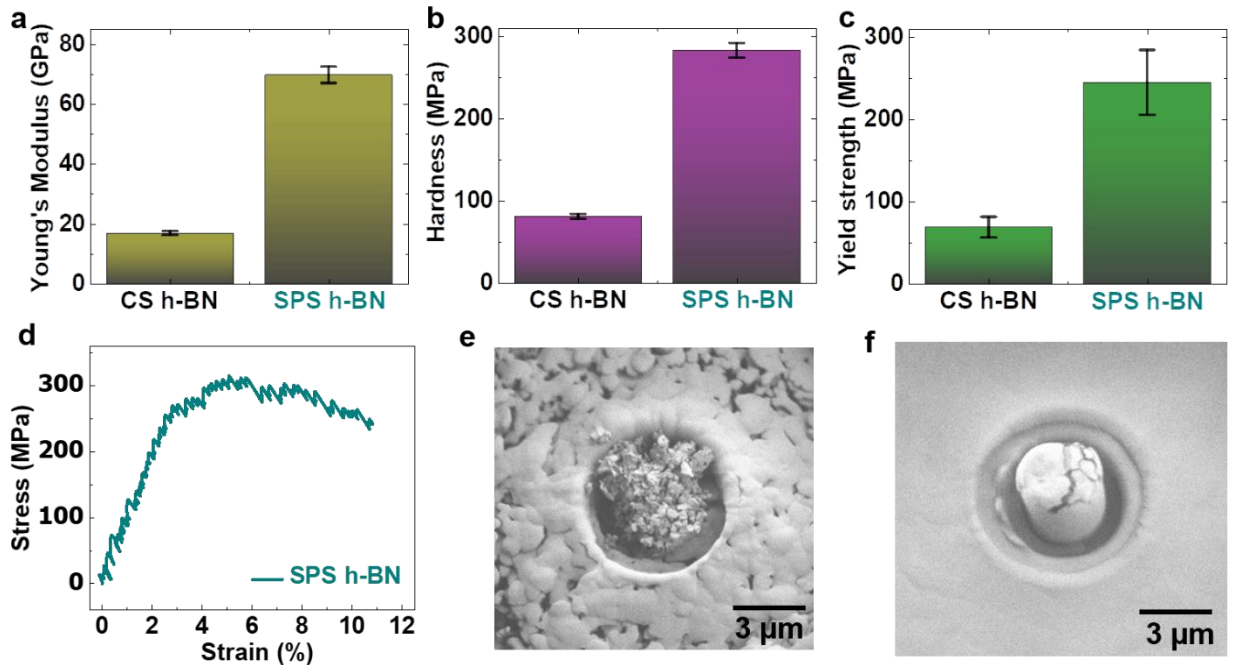 a
Young's Modulus (GPa)
80
60
40
20
0
CS h-BN SPS h-BN
b
Hardness (MPa)
300
200
100
0
CS h-BN SPS h-BN
c
Yield strength (MPa)
300
200
100
0
CS h-BN SPS h-BN
d
Stress (MPa)
300
200
100
0
SPS h-BN
0 2 4 6 8 10 12
Strain (%)
e
3 μm
f
3 μm